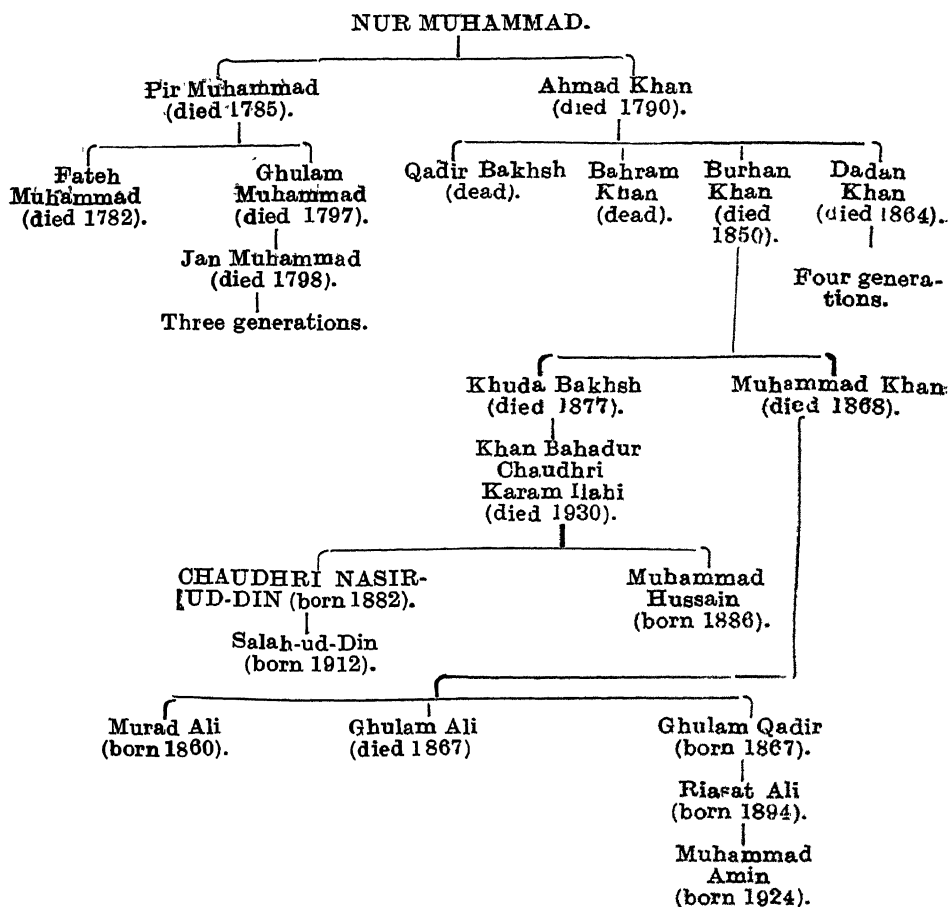 NUR MUHAMMAD.
Pir Muhammad
(died 1785).
Ahmad Khan
(died 1790).
Fateh
Muhammad
(died 1782).
Ghulam
Muhammad
(died 1797).
Qadir Bakhsh
(dead).
Bahram
Khan
(dead).
Burhan
Khan
(died
1850).
Dadan
Khan
(died 1864).
Jan Muhammad
(died 1798).
Three generations.
Four genera-
tions.
Khuda Bakhsh
(died 1877).
Muhammad Khan
(died 1868).
Khan Bahadur
Chaudhri
Karam Ilahi
(died 1930).
CHAUDHRI NASIR-
UD-DIN (born 1882).
Muhammad
Hussain
(born 1886).
Salah-ud-Din
(born 1912).
Murad Ali
(born 1860).
Ghulam Ali
(died 1867)
Ghulam Qadir
(born 1867).
Riasat Ali
(born 1894).
Muhammad
Amin
(born 1924).